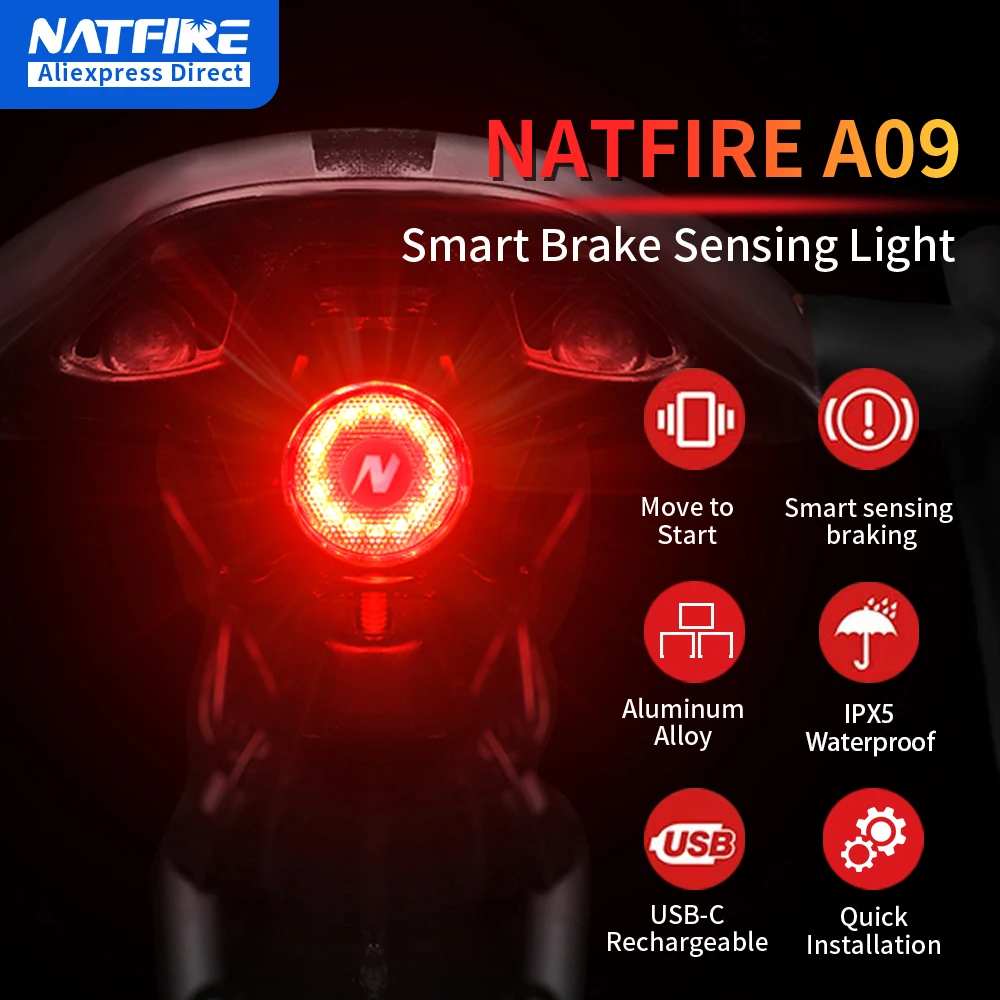 NATFIRE
Aliexpress Direct
NATFIRE A09
Smart Brake Sensing Light
N
Move to
Start
Smart sensing
braking
Aluminum
Alloy
IPX5
Waterproof
USB
USB-C
Rechargeable
Quick
Installation